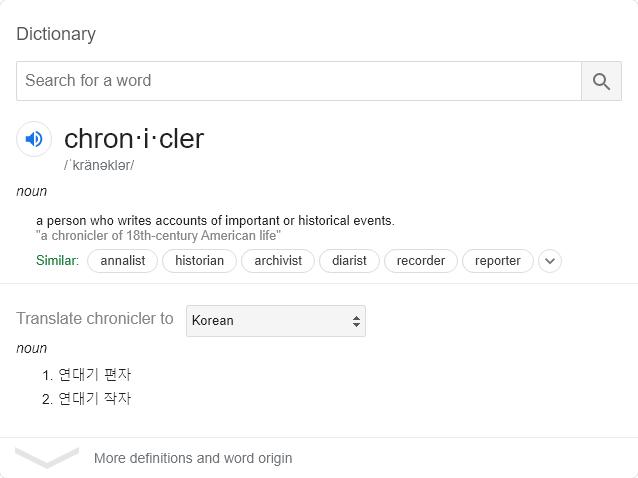 Dictionary
Search for a word
chron·i·cler
/ˈkränəklər/
noun
a person who writes accounts of important or historical events.
"a chronicler of 18th-century American life"
Similar: annalist historian archivist diarist recorder reporter
Translate chronicler to Korean
noun
1. 연대기 편자
2. 연대기 작자
More definitions and word origin